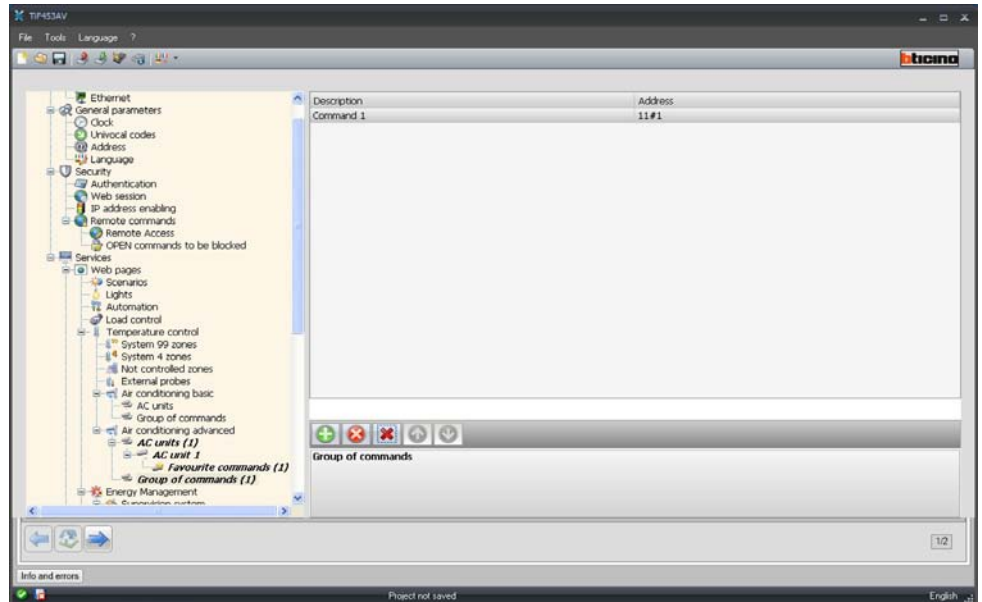 TiF453AV
File Tools Language ?
bticino
Ethernet
General parameters
Clock
Univocal codes
Address
Language
Security
Authentication
Web session
IP address enabling
Remote commands
Remote Access
OPEN commands to be blocked
Services
Web pages
Scenarios
Lights
Automation
Load control
Temperature control
System 99 zones
System 4 zones
Not controlled zones
External probes
Air conditioning basic
AC units
Group of commands
Air conditioning advanced
AC units (1)
AC unit 1
Favourite commands (1)
Group of commands (1)
Energy Management
Supervision system
Description Address
Command 1 11#1
Group of commands
1/2
Info and errors
Project not saved English